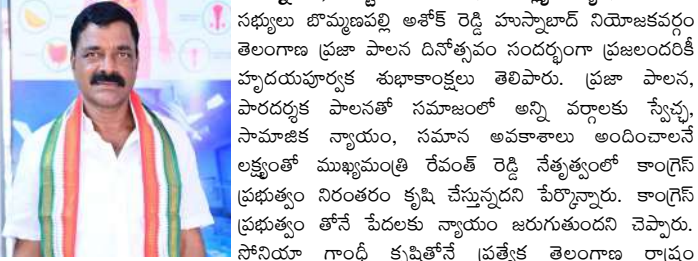 సభ్యులు బొమ్మణపల్లి అశోక్ రెడ్డి హుస్నాబాద్ నియోజకవర్గం
తెలంగాణ ప్రజా పాలన దినోత్సవం సందర్భంగా ప్రజలందరికీ
హృదయపూర్వక శుభాకాంక్షలు తెలిపారు. ప్రజా పాలన,
పారదర్శక పాలనతో సమాజంలో అన్ని వర్గాలకు స్వేచ్ఛ,
సామాజిక న్యాయం, సమాన అవకాశాలు అందించాలనే
లక్ష్యంతో ముఖ్యమంత్రి రేవంత్ రెడ్డి నేతృత్వంలో కాంగ్రెస్
ప్రభుత్వం నిరంతరం కృషి చేస్తున్నదని పేర్కొన్నారు. కాంగ్రెస్
ప్రభుత్వం తోనే పేదలకు న్యాయం జరుగుతుందని చెప్పారు.
సోనియా గాంధీ కృషితోనే ప్రత్యేక తెలంగాణ రాష్ట్రం